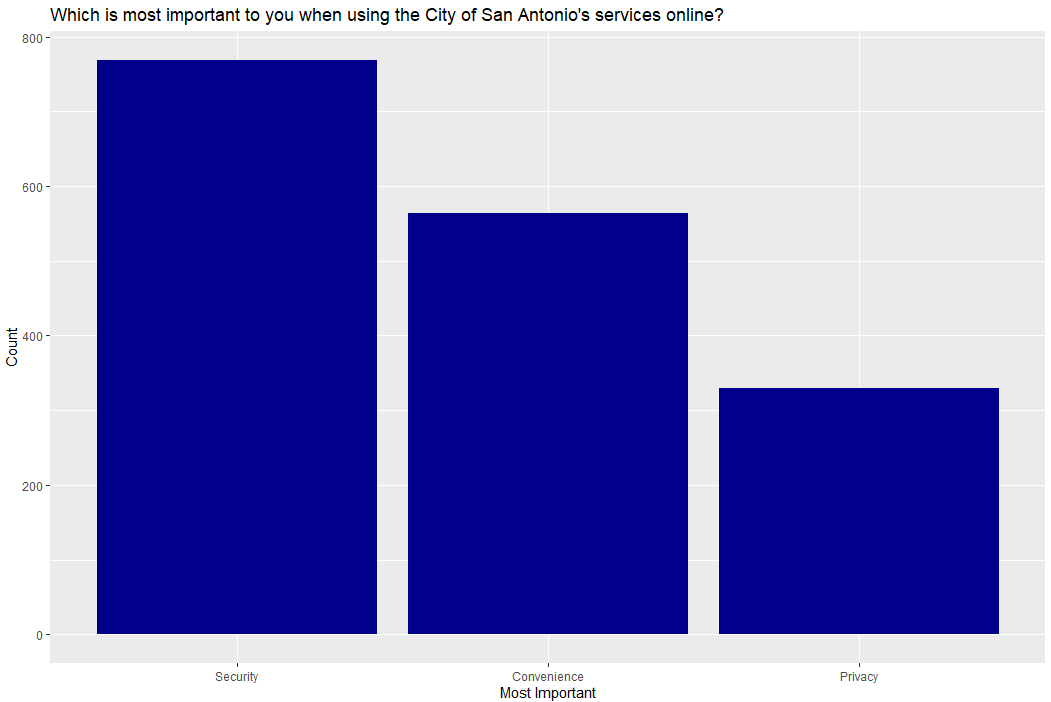 Which is most important to you when using the City of San Antonio's services online?
800
600
400
200
0
Count
Security
Convenience
Privacy
Most Important